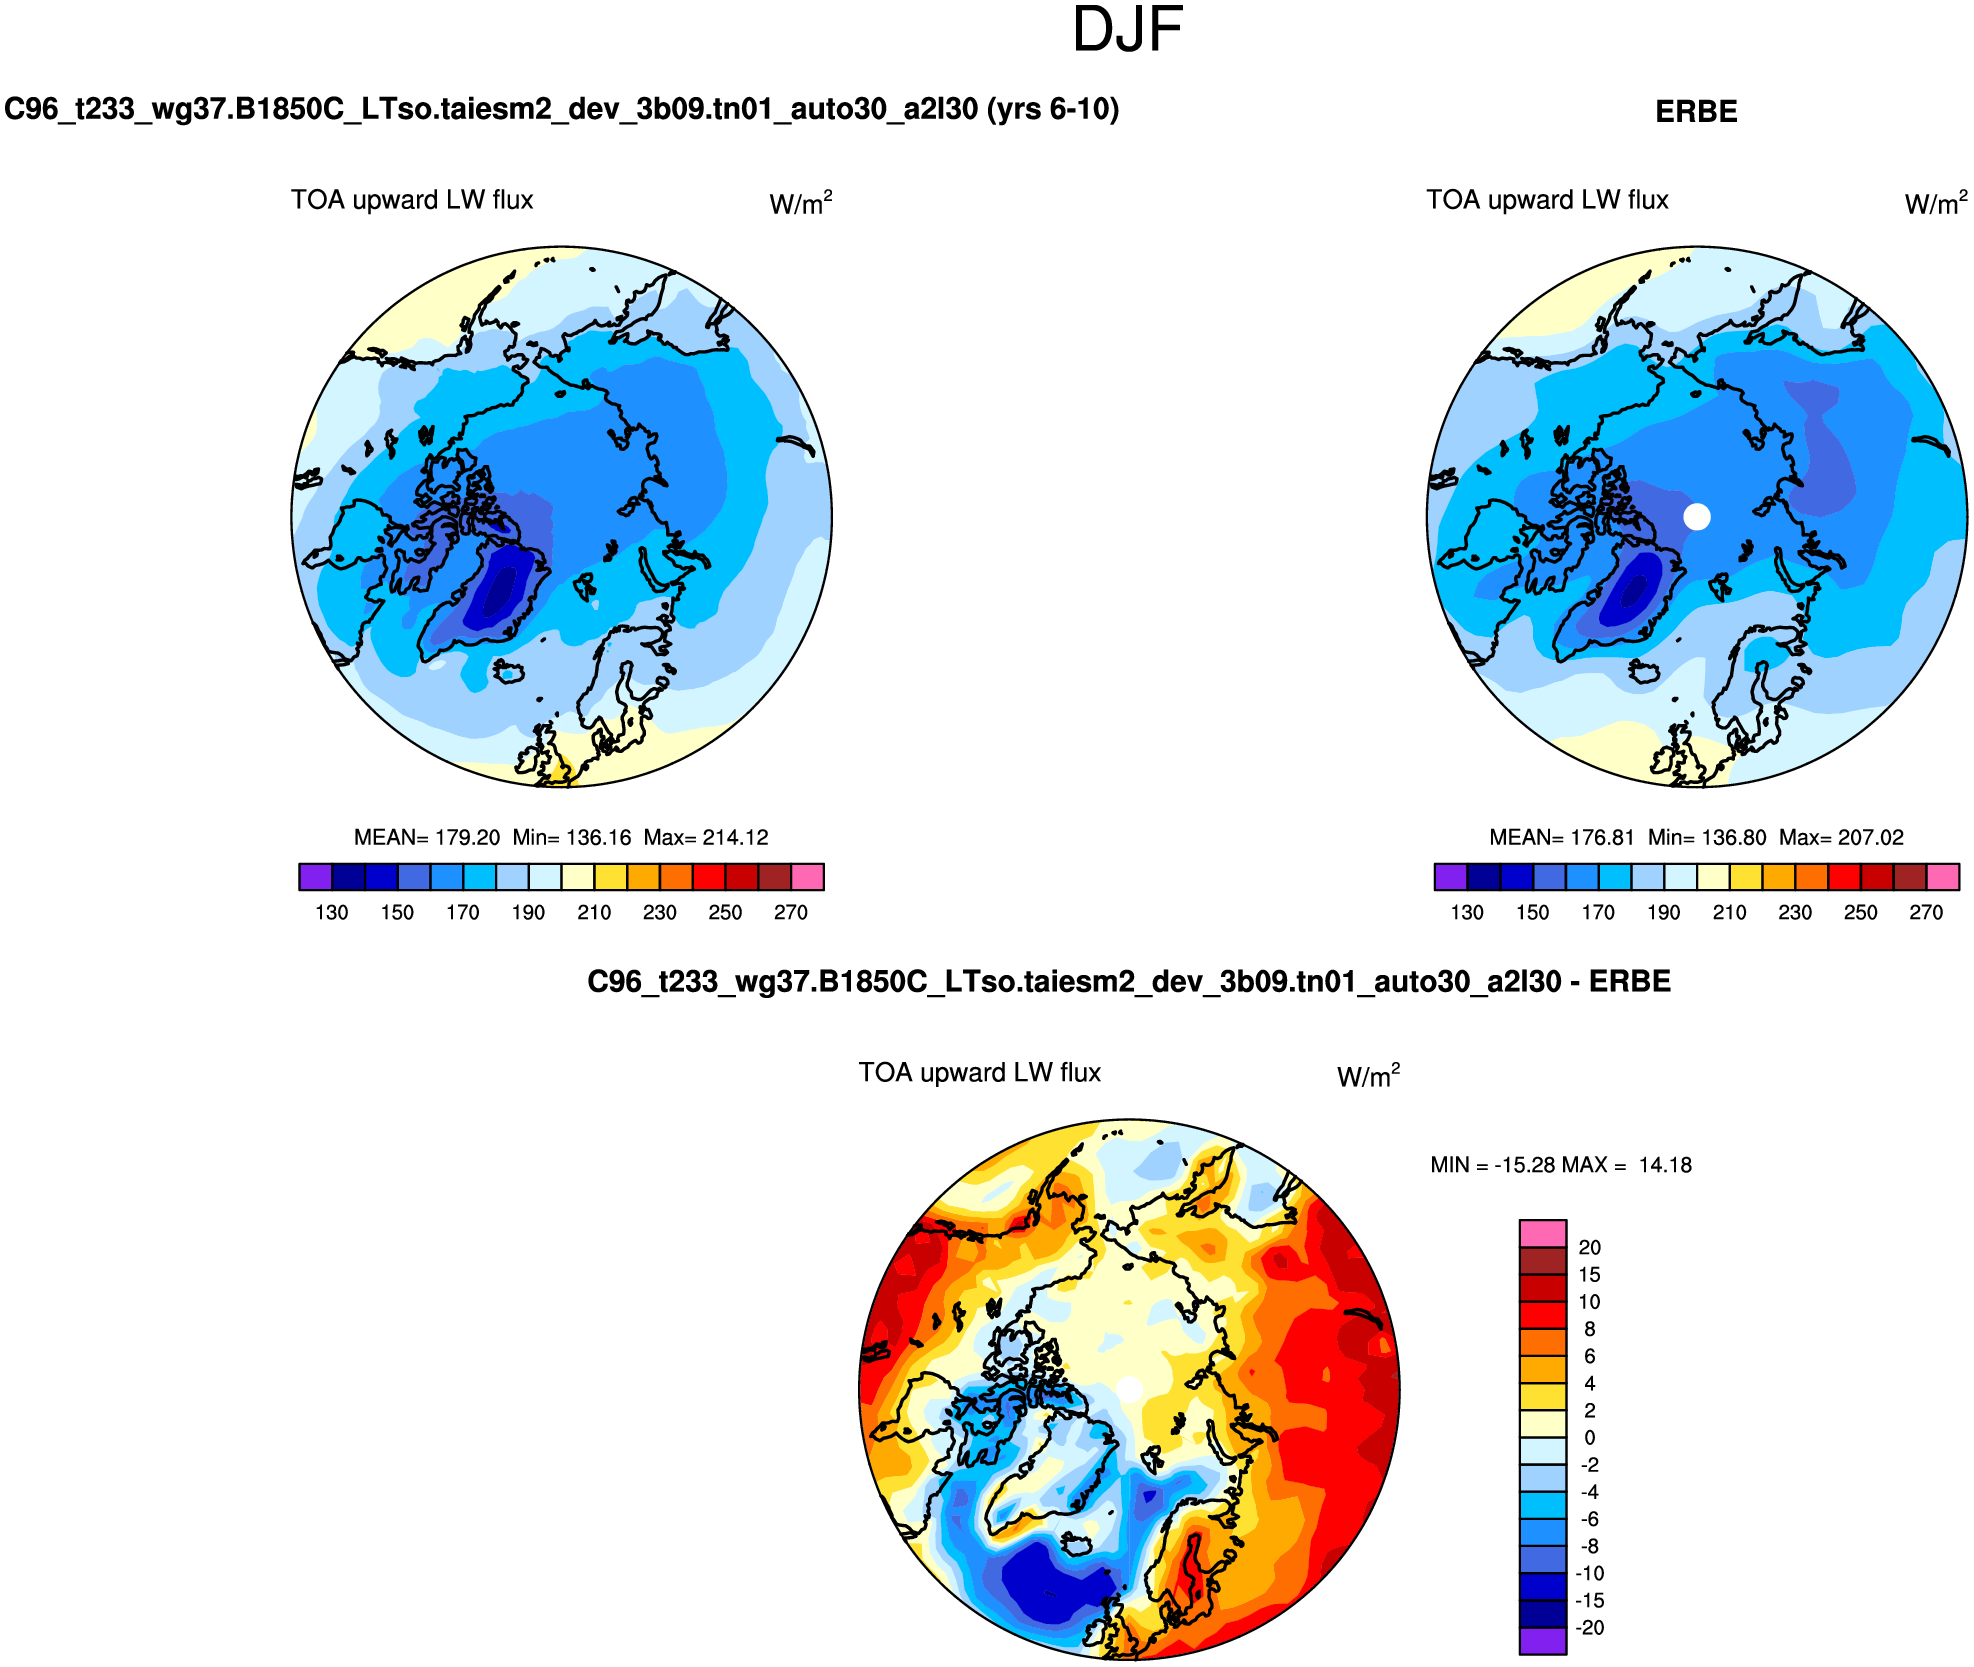 DJF
C96_t233_wg37.B1850C_LTso.taiesm2_dev_3b09.tn01_auto30_a2l30 (yrs 6-10)
ERBE
TOA upward LW flux
W/m²
TOA upward LW flux
W/m²
MEAN= 179.20 Min= 136.16 Max= 214.12
130 150 170 190 210 230 250 270
MEAN= 176.81 Min= 136.80 Max= 207.02
130 150 170 190 210 230 250 270
C96_t233_wg37.B1850C_LTso.taiesm2_dev_3b09.tn01_auto30_a2l30 - ERBE
TOA upward LW flux
W/m²
MIN = -15.28 MAX = 14.18
20
15
10
8
6
4
2
0
-2
-4
-6
-8
-10
-15
-20